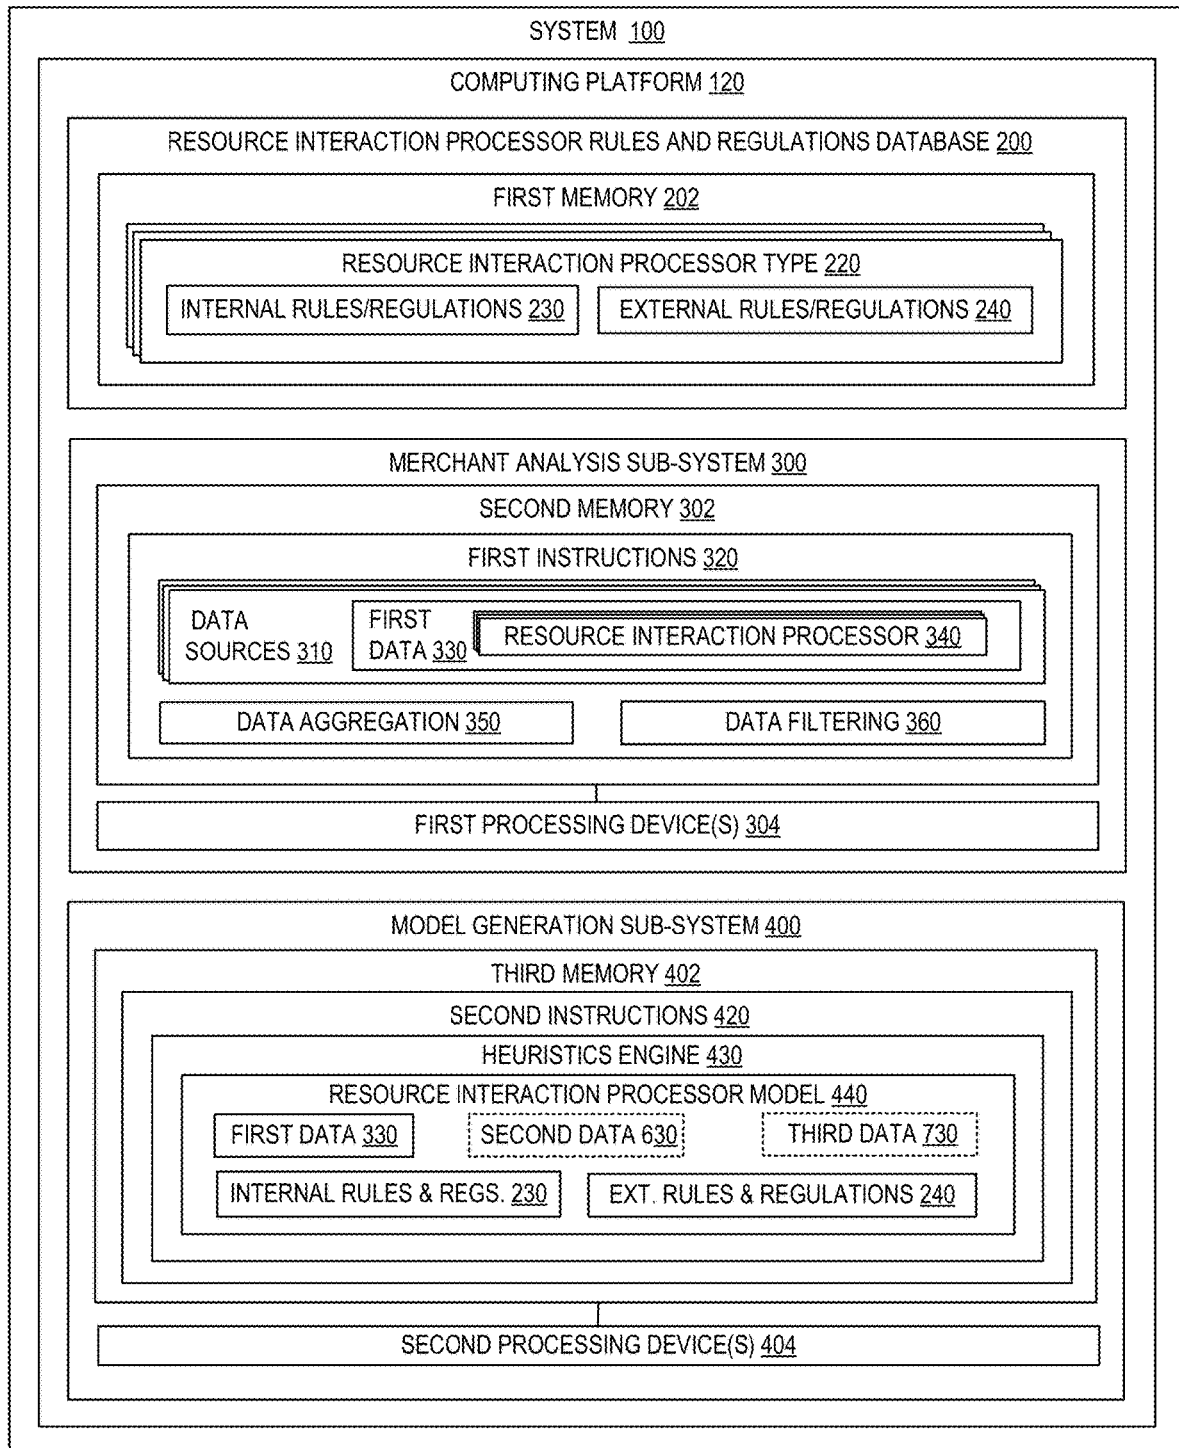 SYSTEM 100
COMPUTING PLATFORM 120
RESOURCE INTERACTION PROCESSOR RULES AND REGULATIONS DATABASE 200
FIRST MEMORY 202
RESOURCE INTERACTION PROCESSOR TYPE 220
INTERNAL RULES/REGULATIONS 230
EXTERNAL RULES/REGULATIONS 240
MERCHANT ANALYSIS SUB-SYSTEM 300
SECOND MEMORY 302
FIRST INSTRUCTIONS 320
DATA
SOURCES 310
FIRST
DATA 330
RESOURCE INTERACTION PROCESSOR 340
DATA AGGREGATION 350
DATA FILTERING 360
FIRST PROCESSING DEVICE(S) 304
MODEL GENERATION SUB-SYSTEM 400
THIRD MEMORY 402
SECOND INSTRUCTIONS 420
HEURISTICS ENGINE 430
RESOURCE INTERACTION PROCESSOR MODEL 440
FIRST DATA 330
SECOND DATA 630
THIRD DATA 730
INTERNAL RULES & REGS. 230
EXT. RULES & REGULATIONS 240
SECOND PROCESSING DEVICE(S) 404